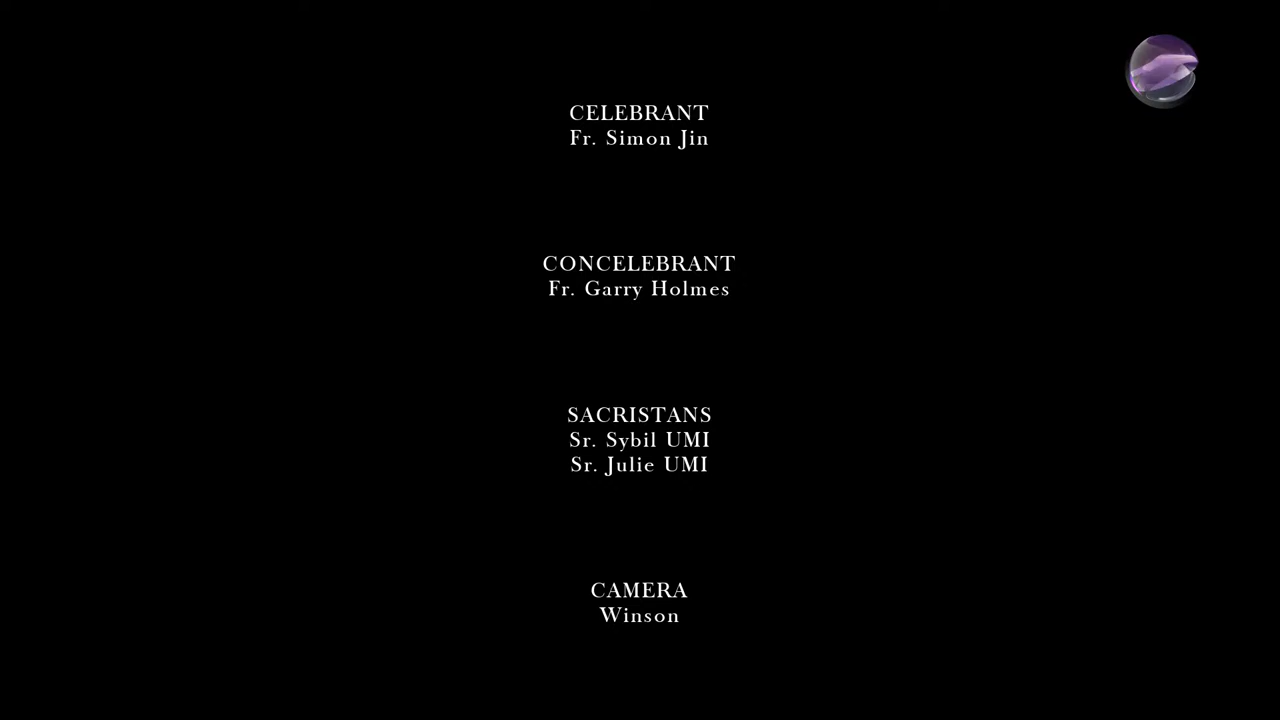 CELEBRANT
Fr. Simon Jin
CONCELEBRANT
Fr. Garry Holmes
SACRISTANS
Sr. Sybil UMI
Sr. Julie UMI
CAMERA
Winson